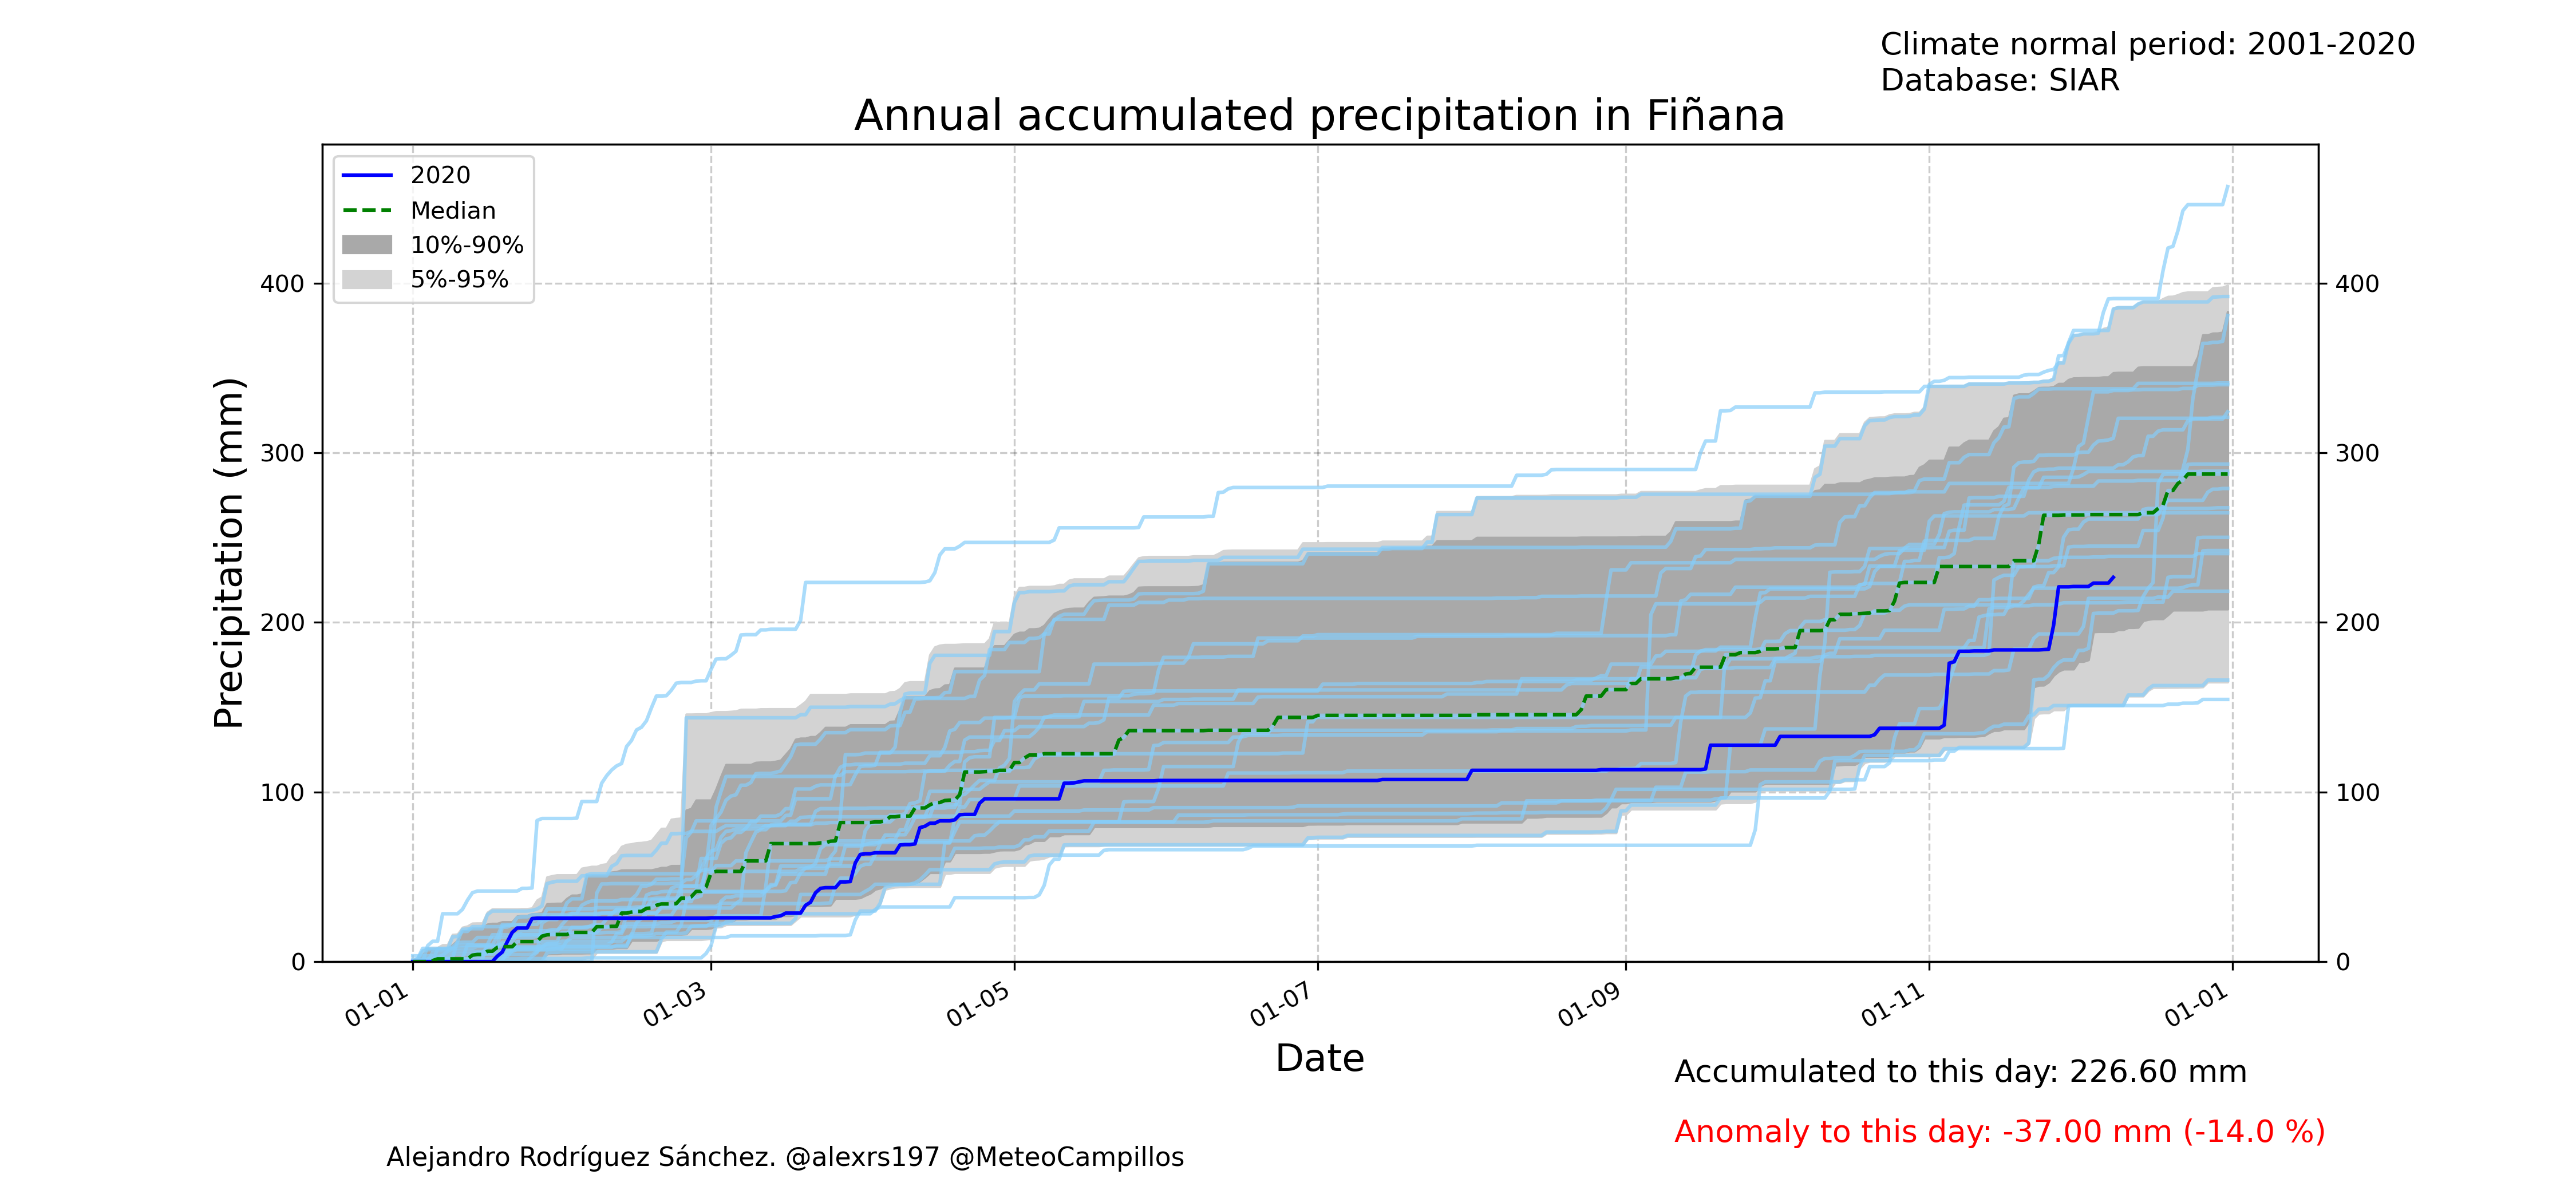 Climate normal period: 2001-2020
Database: SIAR
Annual accumulated precipitation in Fiñana
2020
Median
10%-90%
5%-95%
Precipitation (mm)
400
300
200
100
0
400
300
200
100
0
01-01
01-03
01-05
01-07
01-09
01-11
01-01
Date
Accumulated to this day: 226.60 mm
Anomaly to this day: -37.00 mm (-14.0 %)
Alejandro Rodríguez Sánchez. @alexrs197 @MeteoCampillos